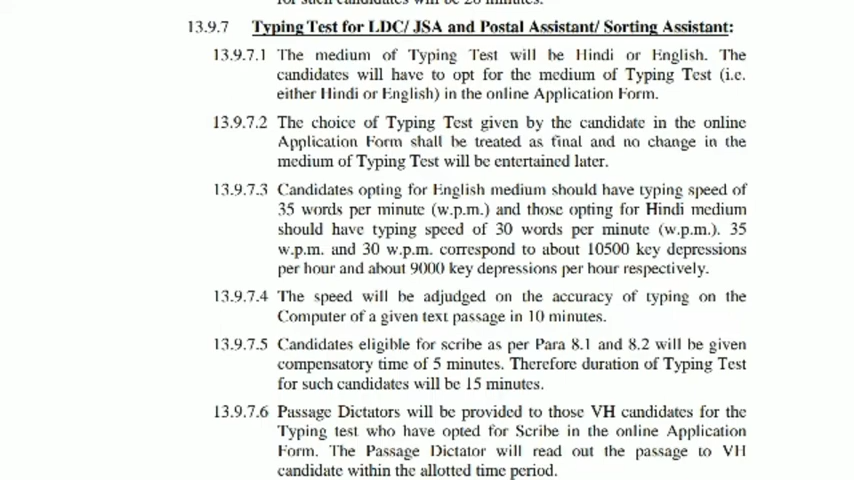 for such candidates will be 20 minutes.
13.9.7 Typing Test for LDC/ JSA and Postal Assistant/ Sorting Assistant:
13.9.7.1 The medium of Typing Test will be Hindi or English. The
candidates will have to opt for the medium of Typing Test (i.e.
either Hindi or English) in the online Application Form.
13.9.7.2 The choice of Typing Test given by the candidate in the online
Application Form shall be treated as final and no change in the
medium of Typing Test will be entertained later.
13.9.7.3 Candidates opting for English medium should have typing speed of
35 words per minute (w.p.m.) and those opting for Hindi medium
should have typing speed of 30 words per minute (w.p.m.). 35
w.p.m. and 30 w.p.m. correspond to about 10500 key depressions
per hour and about 9000 key depressions per hour respectively.
13.9.7.4 The speed will be adjudged on the accuracy of typing on the
Computer of a given text passage in 10 minutes.
13.9.7.5 Candidates eligible for scribe as per Para 8.1 and 8.2 will be given
compensatory time of 5 minutes. Therefore duration of Typing Test
for such candidates will be 15 minutes.
13.9.7.6 Passage Dictators will be provided to those VH candidates for the
Typing test who have opted for Scribe in the online Application
Form. The Passage Dictator will read out the passage to VH
candidate within the allotted time period.